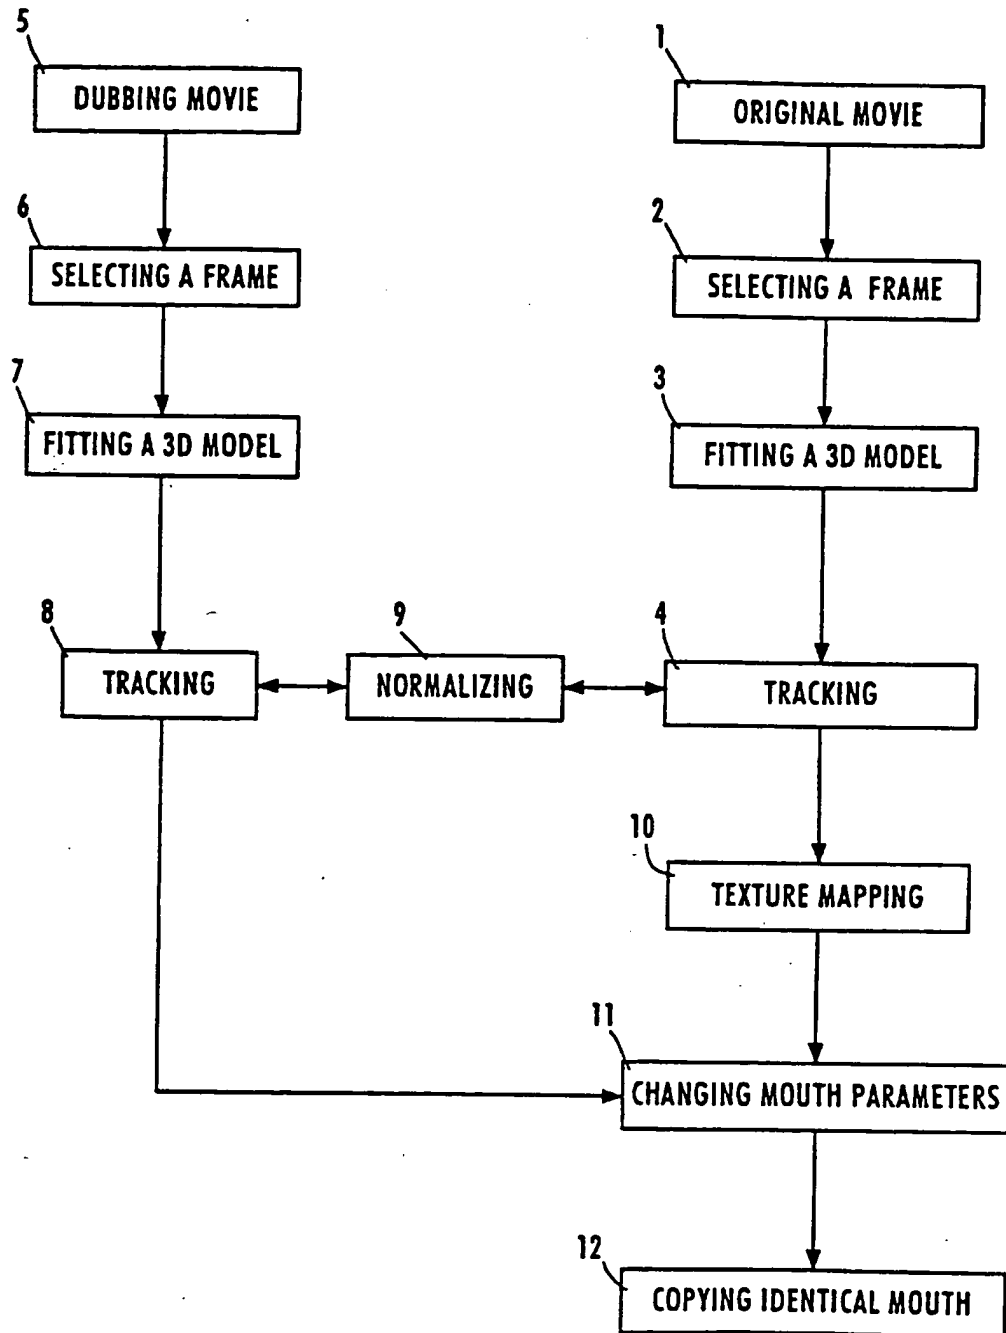 5
DUBBING MOVIE
1
ORIGINAL MOVIE
6
SELECTING A FRAME
2
SELECTING A FRAME
7
FITTING A 3D MODEL
3
FITTING A 3D MODEL
8
TRACKING
9
NORMALIZING
4
TRACKING
10
TEXTURE MAPPING
11
CHANGING MOUTH PARAMETERS
12
COPYING IDENTICAL MOUTH